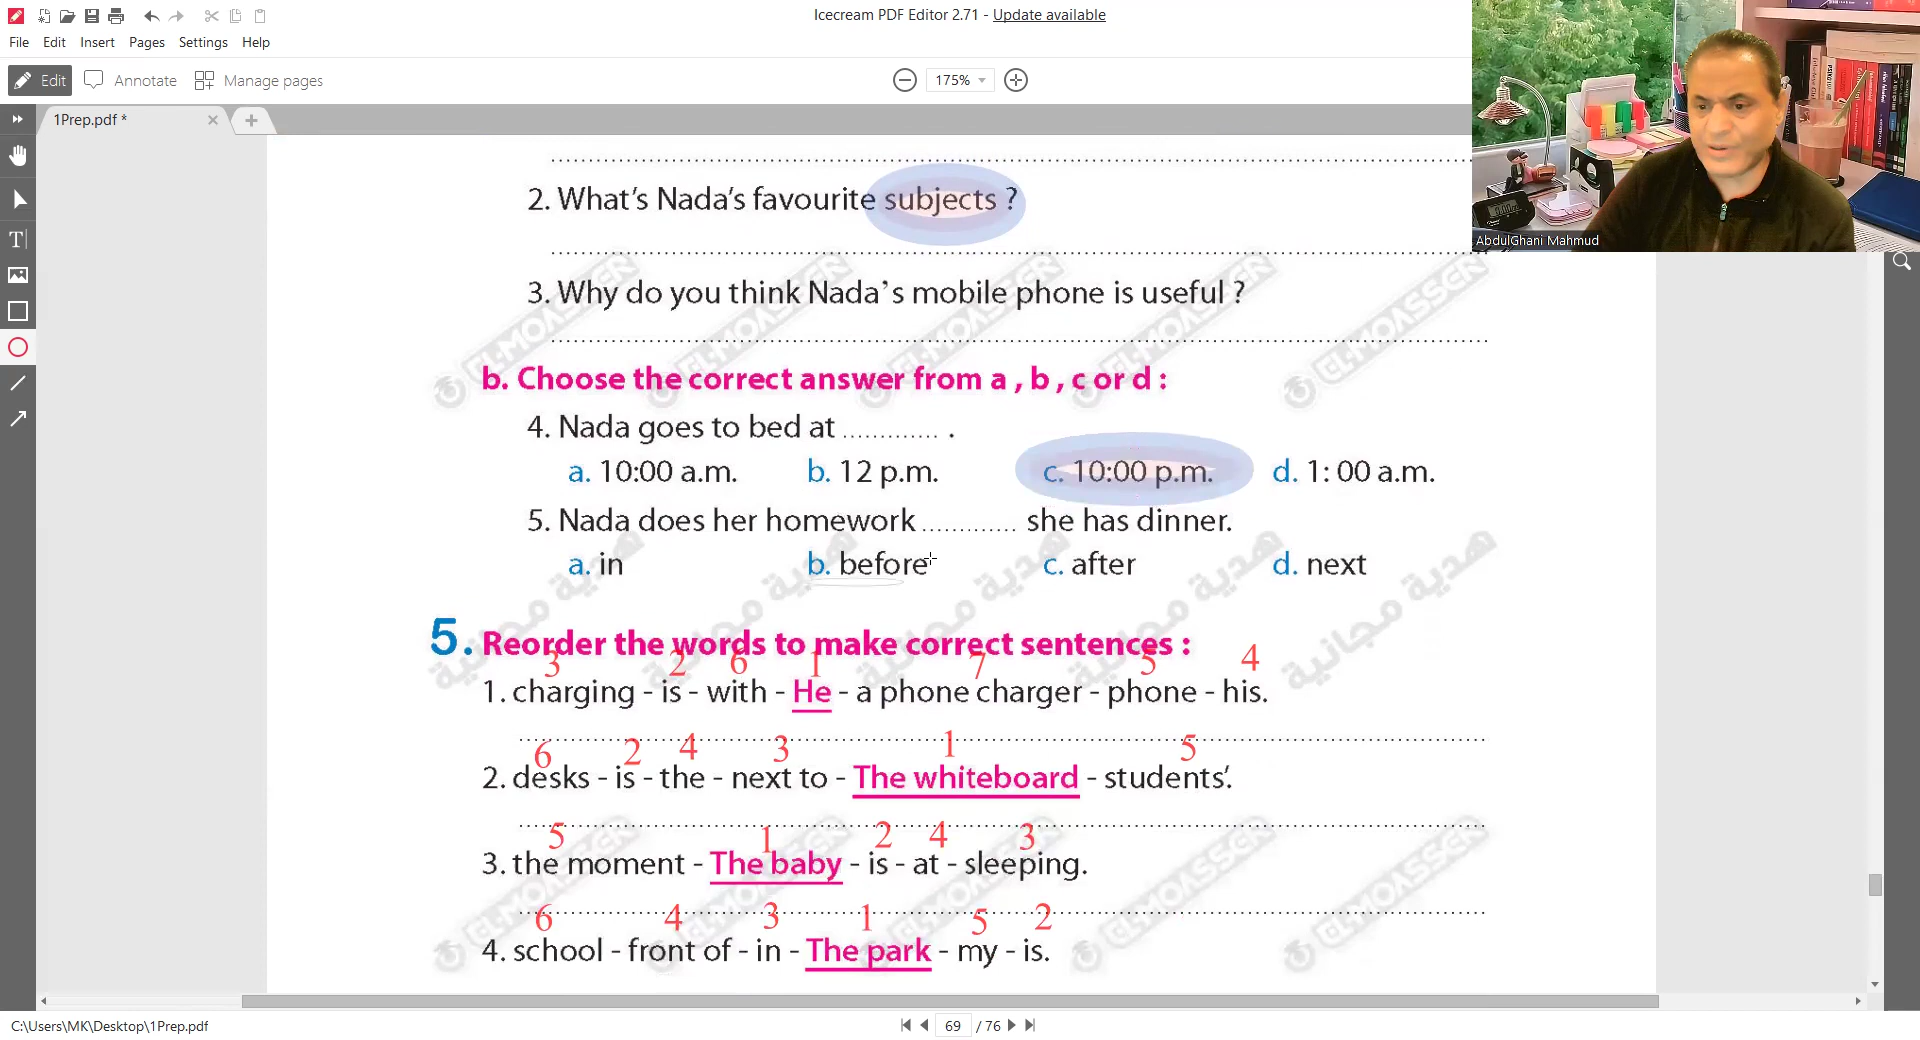 Icecream PDF Editor 2.71 - Update available
File Edit Insert Pages Settings Help
Edit Annotate Manage pages
175%
1Prep.pdf *
AbdulGhani Mahmud
2. What's Nada's favourite subjects ?
3. Why do you think Nada's mobile phone is useful ?
b. Choose the correct answer from a , b , c or d :
4. Nada goes to bed at ............. .
a. 10:00 a.m. b. 12 p.m. c. 10:00 p.m. d. 1: 00 a.m.
5. Nada does her homework ............. she has dinner.
a. in b. before c. after d. next
5. Reorder the words to make correct sentences :
3 2 6 1 7 5 4
1. charging - is - with - He - a phone charger - phone - his.
6 2 4 3 1 5
2. desks - is - the - next to - The whiteboard - students'.
5 1 2 4 3
3. the moment - The baby - is - at - sleeping.
6 4 3 1 5 2
4. school - front of - in - The park - my - is.
ELMOASSER
هدية مجانية
C:\Users\MK\Desktop\1Prep.pdf
69 / 76